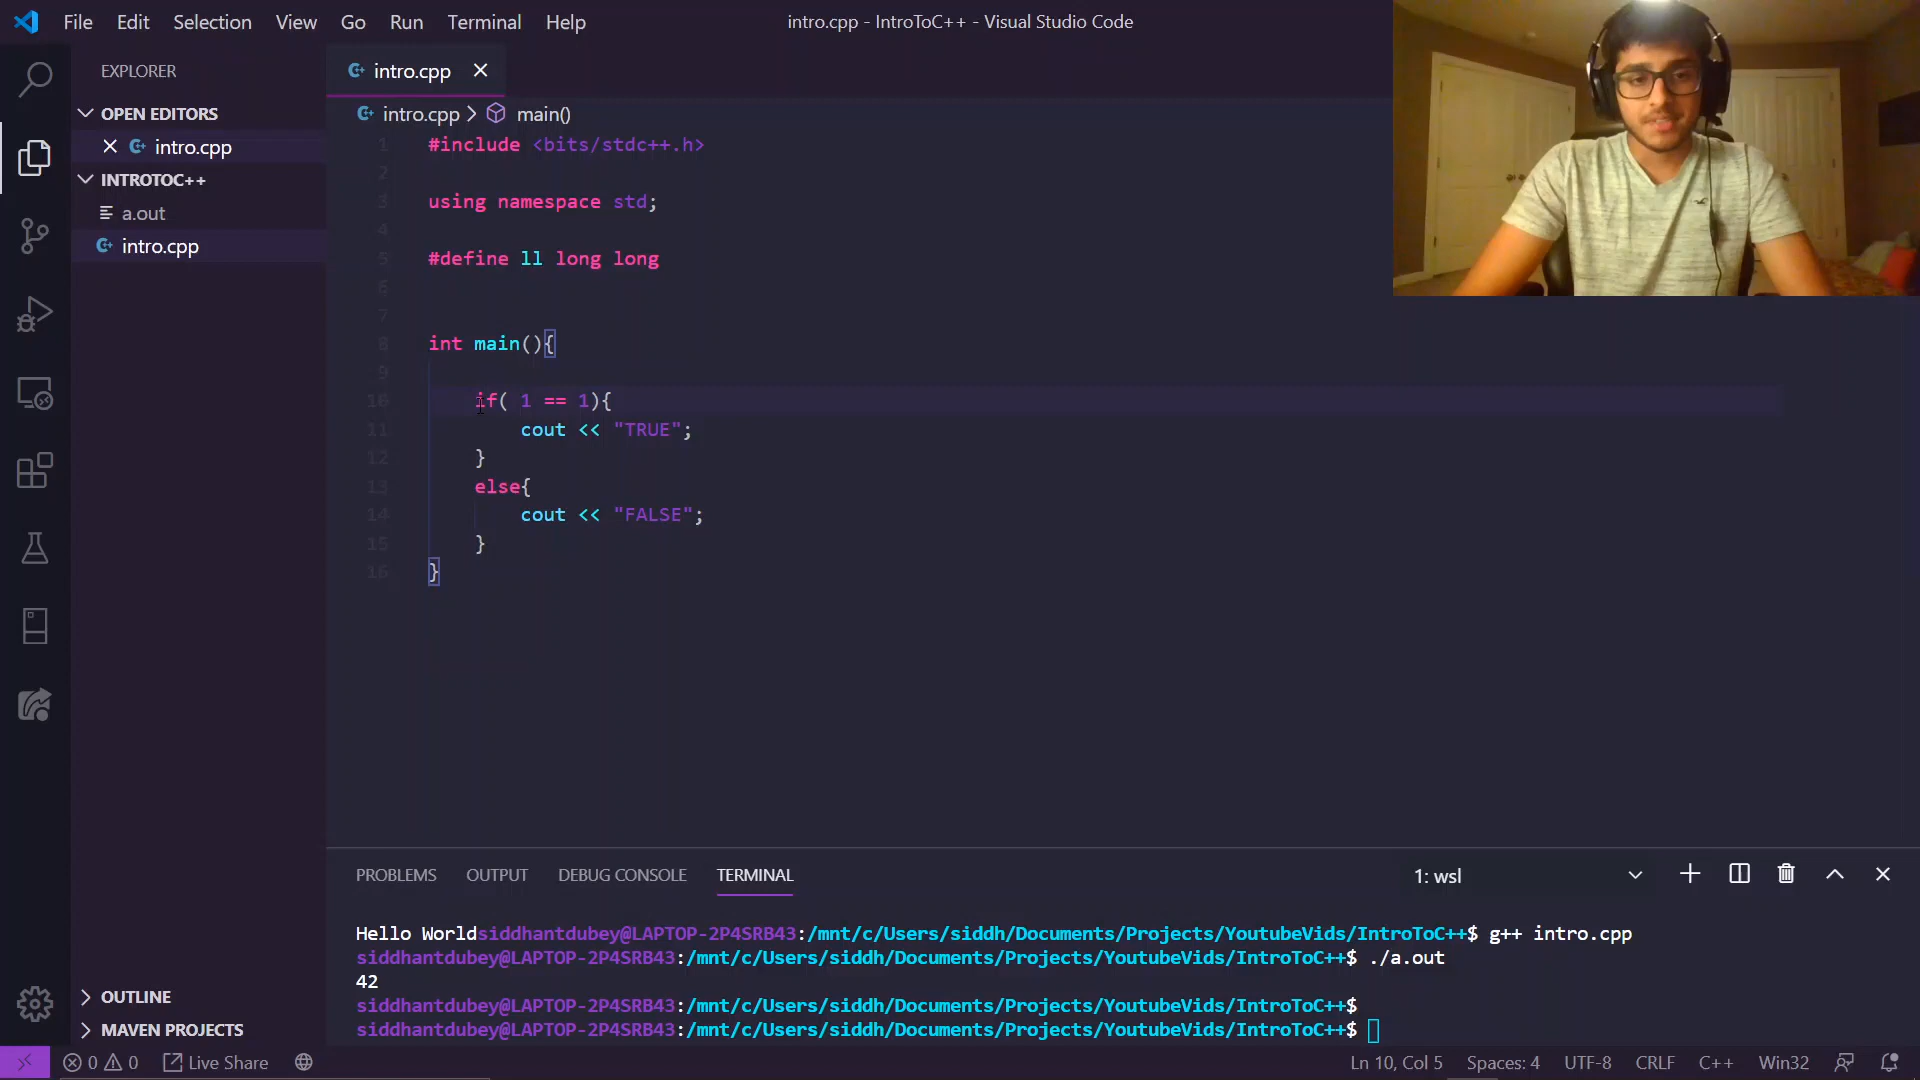 File Edit Selection View Go Run Terminal Help
intro.cpp - IntroToC++ - Visual Studio Code
EXPLORER
OPEN EDITORS
intro.cpp
INTROTOC++
a.out
intro.cpp
OUTLINE
MAVEN PROJECTS
intro.cpp
intro.cpp > main()
1 #include <bits/stdc++.h>
2
3 using namespace std;
4
5 #define ll long long
6
7
8 int main(){
9
10 if( 1 == 1){
11 cout << "TRUE";
12 }
13 else{
14 cout << "FALSE";
15 }
16 }
PROBLEMS OUTPUT DEBUG CONSOLE TERMINAL
1: wsl
Hello Worldsiddhantdubey@LAPTOP-2P4SRB43:/mnt/c/Users/siddh/Documents/Projects/YoutubeVids/IntroToC++$ g++ intro.cpp
siddhantdubey@LAPTOP-2P4SRB43:/mnt/c/Users/siddh/Documents/Projects/YoutubeVids/IntroToC++$ ./a.out
42
siddhantdubey@LAPTOP-2P4SRB43:/mnt/c/Users/siddh/Documents/Projects/YoutubeVids/IntroToC++$
siddhantdubey@LAPTOP-2P4SRB43:/mnt/c/Users/siddh/Documents/Projects/YoutubeVids/IntroToC++$
0 0 Live Share
Ln 10, Col 5 Spaces: 4 UTF-8 CRLF C++ Win32